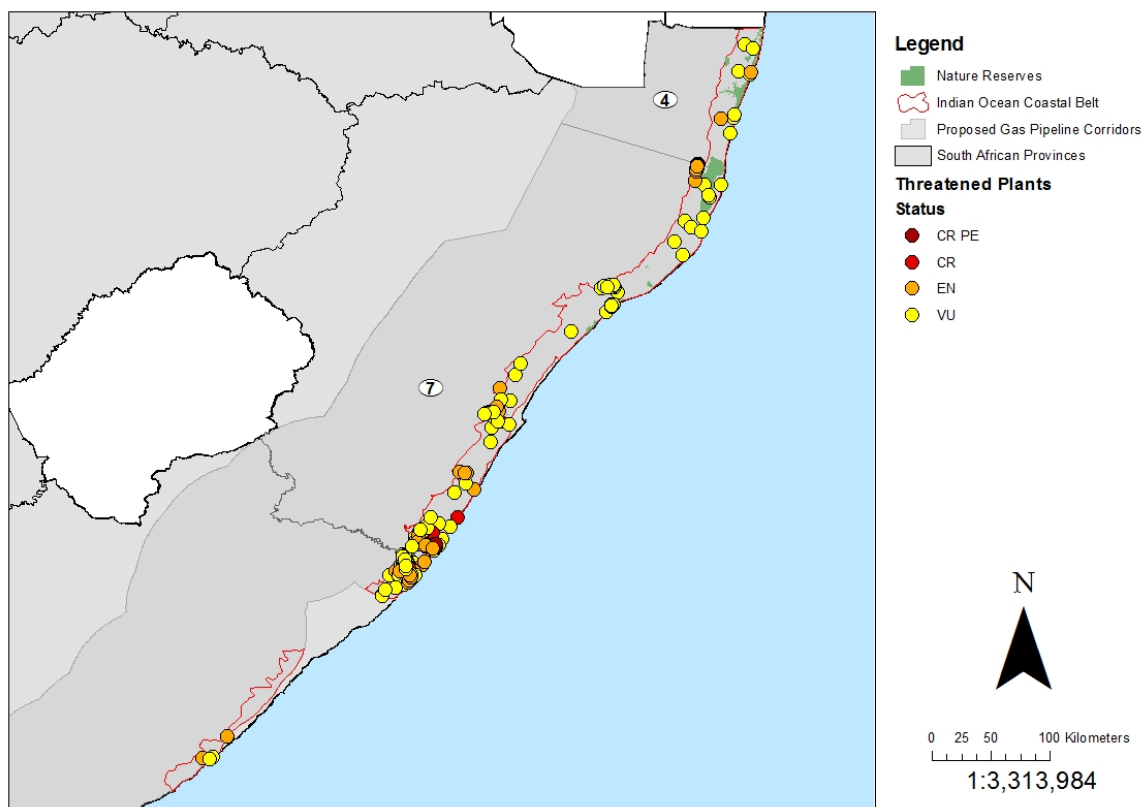 4
7
Legend
Nature Reserves
Indian Ocean Coastal Belt
Proposed Gas Pipeline Corridors
South African Provinces
Threatened Plants
Status
CR PE
CR
EN
VU
N
0 25 50 100 Kilometers
1:3,313,984